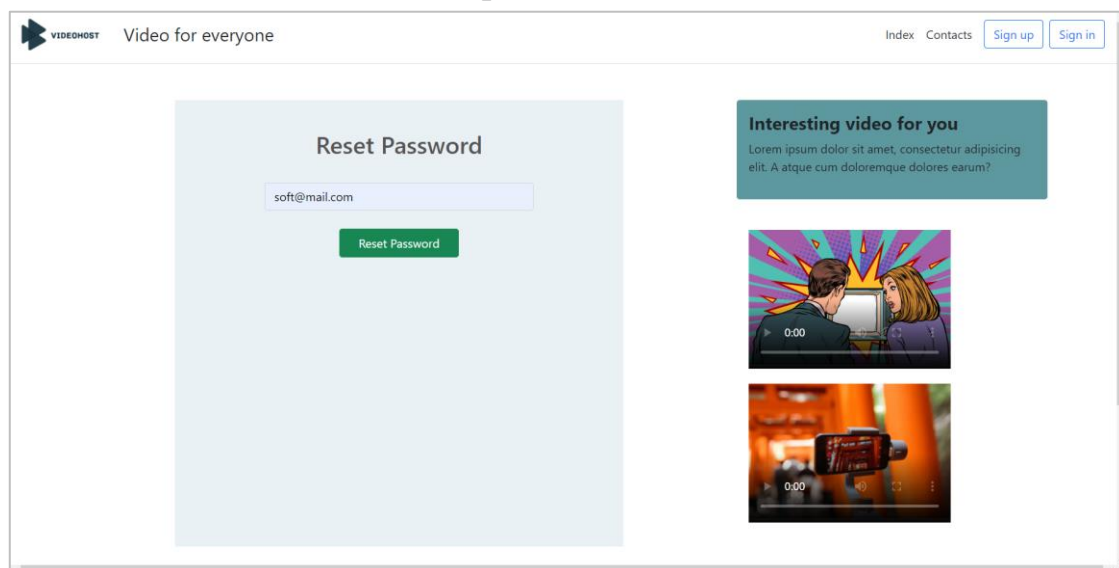 VIDEOHOST
Video for everyone
Index
Contacts
Sign up
Sign in
Reset Password
soft@mail.com
Reset Password
Interesting video for you
Lorem ipsum dolor sit amet, consectetur adipisicing
elit. A atque cum doloremque dolores earum?
0:00
0:00